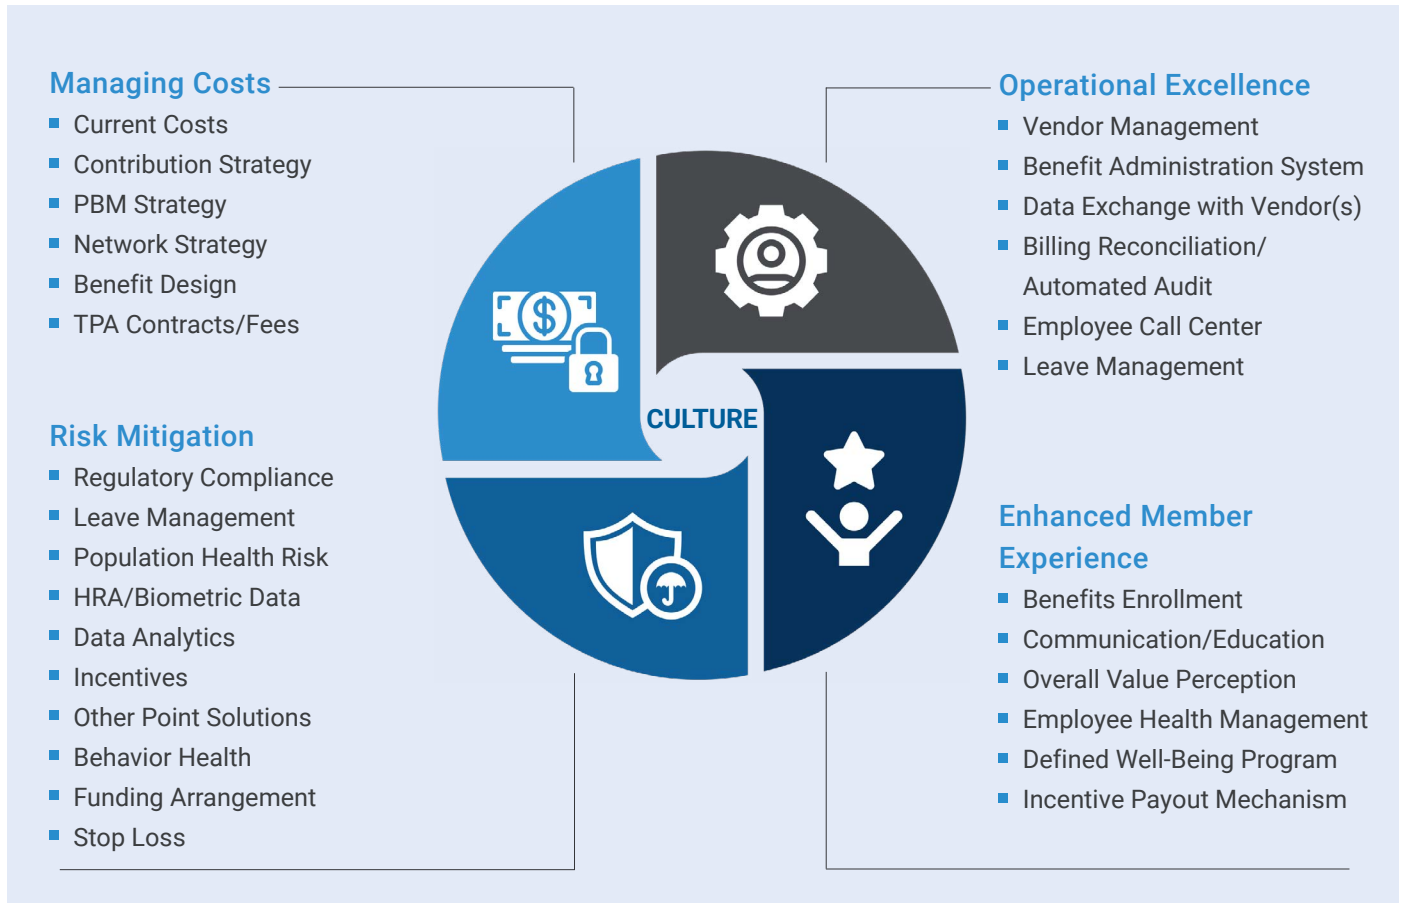 Managing Costs
Current Costs
Contribution Strategy
PBM Strategy
Network Strategy
Benefit Design
TPA Contracts/Fees
Risk Mitigation
Regulatory Compliance
Leave Management
Population Health Risk
HRA/Biometric Data
Data Analytics
Incentives
Other Point Solutions
Behavior Health
Funding Arrangement
Stop Loss
$
CULTURE
Operational Excellence
Vendor Management
Benefit Administration System
Data Exchange with Vendor(s)
Billing Reconciliation/
Automated Audit
Employee Call Center
Leave Management
Enhanced Member
Experience
Benefits Enrollment
Communication/Education
Overall Value Perception
Employee Health Management
Defined Well-Being Program
Incentive Payout Mechanism